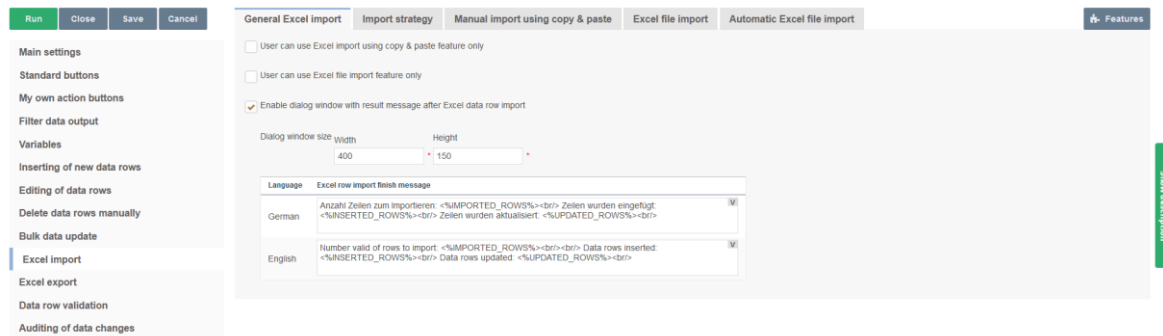 Run Close Save Cancel
General Excel import Import strategy Manual import using copy & paste Excel file import Automatic Excel file import
Features
Main settings
Standard buttons
My own action buttons
Filter data output
Variables
Inserting of new data rows
Editing of data rows
Delete data rows manually
Bulk data update
Excel import
Excel export
Data row validation
Auditing of data changes
User can use Excel import using copy & paste feature only
User can use Excel file import feature only
Enable dialog window with result message after Excel data row import
Dialog window size Width Height
400 * 150 *
Language Excel row import finish message
German
Anzahl Zeilen zum Importieren: <%IMPORTED_ROWS%><br/> Zeilen wurden eingefügt:
<%INSERTED_ROWS%><br/> Zeilen wurden aktualisiert: <%UPDATED_ROWS%><br/>
V
English
Number valid of rows to import: <%IMPORTED_ROWS%><br/><br/> Data rows inserted:
<%INSERTED_ROWS%><br/> Data rows updated: <%UPDATED_ROWS%><br/>
V